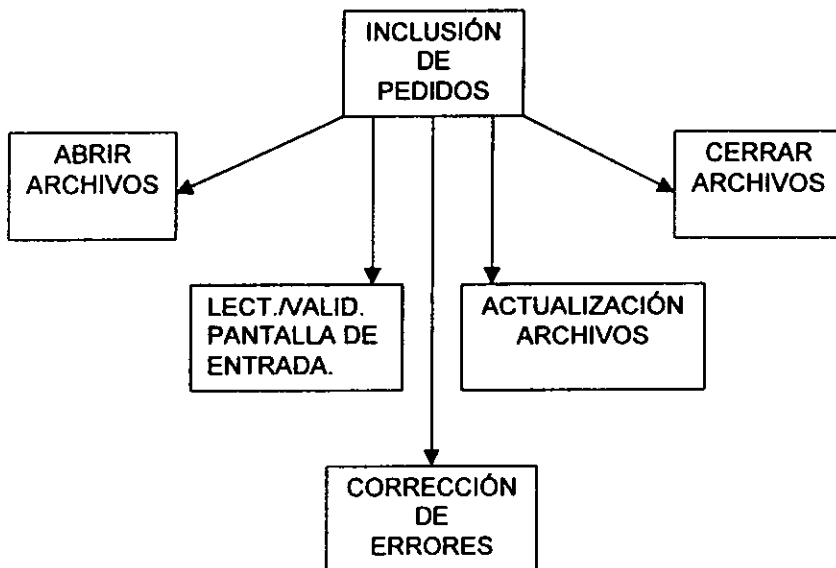 INCLUSIÓN
DE
PEDIDOS
ABRIR
ARCHIVOS
CERRAR
ARCHIVOS
LECT./VALID.
PANTALLA DE
ENTRADA.
ACTUALIZACIÓN
ARCHIVOS
CORRECCIÓN
DE
ERRORES